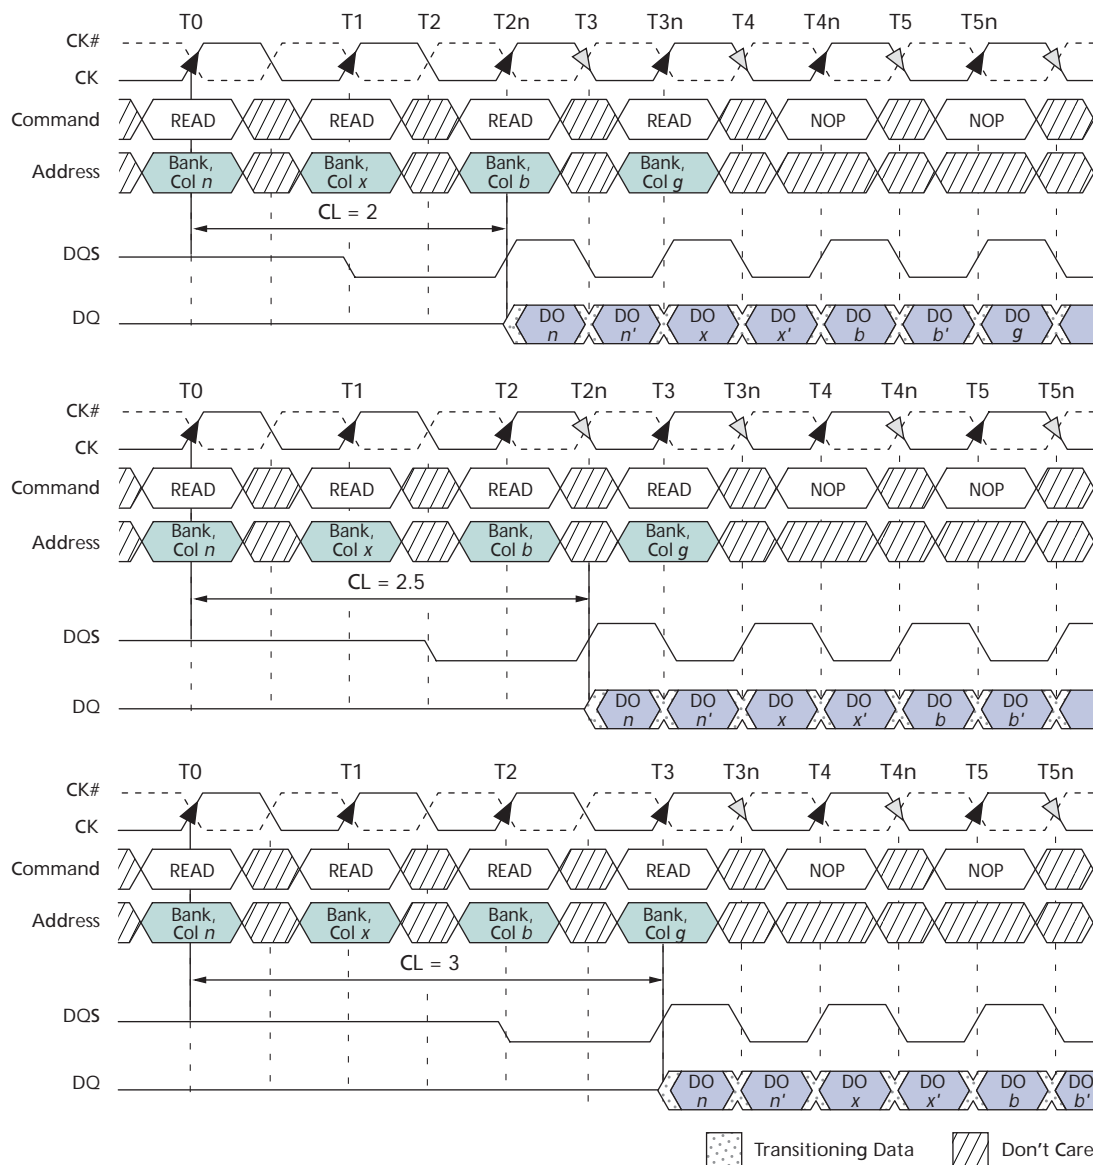 T0 T1 T2 T2n T3 T3n T4 T4n T5 T5n
CK#
CK
Command READ READ READ READ NOP NOP
Address Bank, Col n Bank, Col x Bank, Col b Bank, Col g
CL = 2
DQS
DQ DO n DO n' DO x DO x' DO b DO b' DO g
T0 T1 T2 T2n T3 T3n T4 T4n T5 T5n
CK#
CK
Command READ READ READ READ NOP NOP
Address Bank, Col n Bank, Col x Bank, Col b Bank, Col g
CL = 2.5
DQS
DQ DO n DO n' DO x DO x' DO b DO b'
T0 T1 T2 T3 T3n T4 T4n T5 T5n
CK#
CK
Command READ READ READ READ NOP NOP
Address Bank, Col n Bank, Col x Bank, Col b Bank, Col g
CL = 3
DQS
DQ DO n DO n' DO x DO x' DO b DO b'
Transitioning Data Don't Care